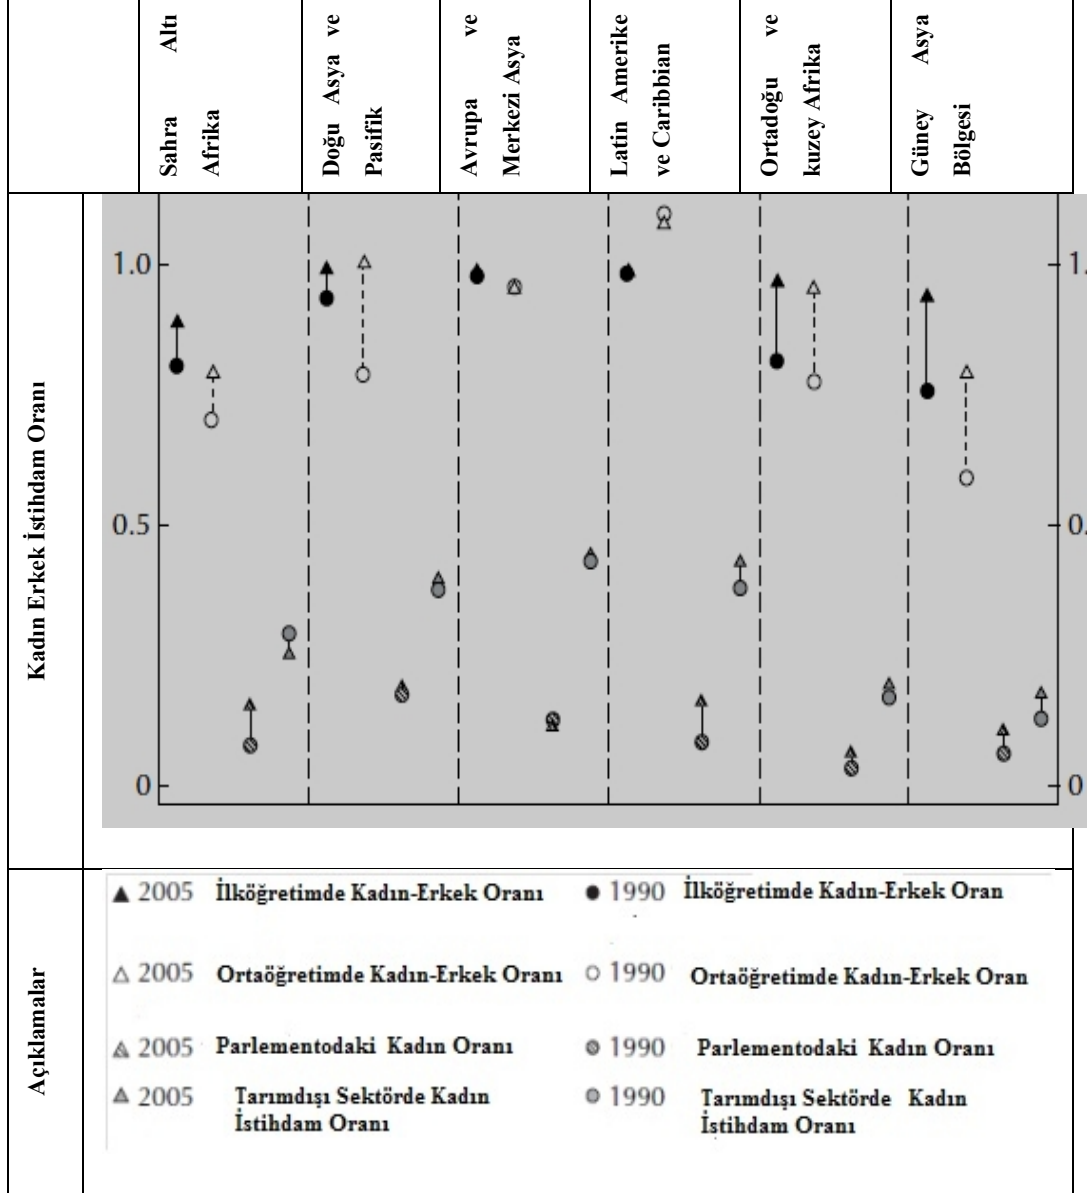 Sahra Altı
Afrika
Doğu Asya ve
Pasifik
Avrupa ve
Merkezi Asya
Latin Amerike
ve Caribbian
Ortadoğu ve
kuzey Afrika
Güney Asya
Bölgesi
Kadın Erkek İstihdam Oranı
1.0
0.5
0
1.
0.
0
Açıklamalar
2005 İlköğretimde Kadın-Erkek Oranı
1990 İlköğretimde Kadın-Erkek Oran
2005 Ortaöğretimde Kadın-Erkek Oranı
1990 Ortaöğretimde Kadın-Erkek Oran
2005 Parlementodaki Kadın Oranı
1990 Parlementodaki Kadın Oranı
2005 Tarımdışı Sektörde Kadın
İstihdam Oranı
1990 Tarımdışı Sektörde Kadın
İstihdam Oranı